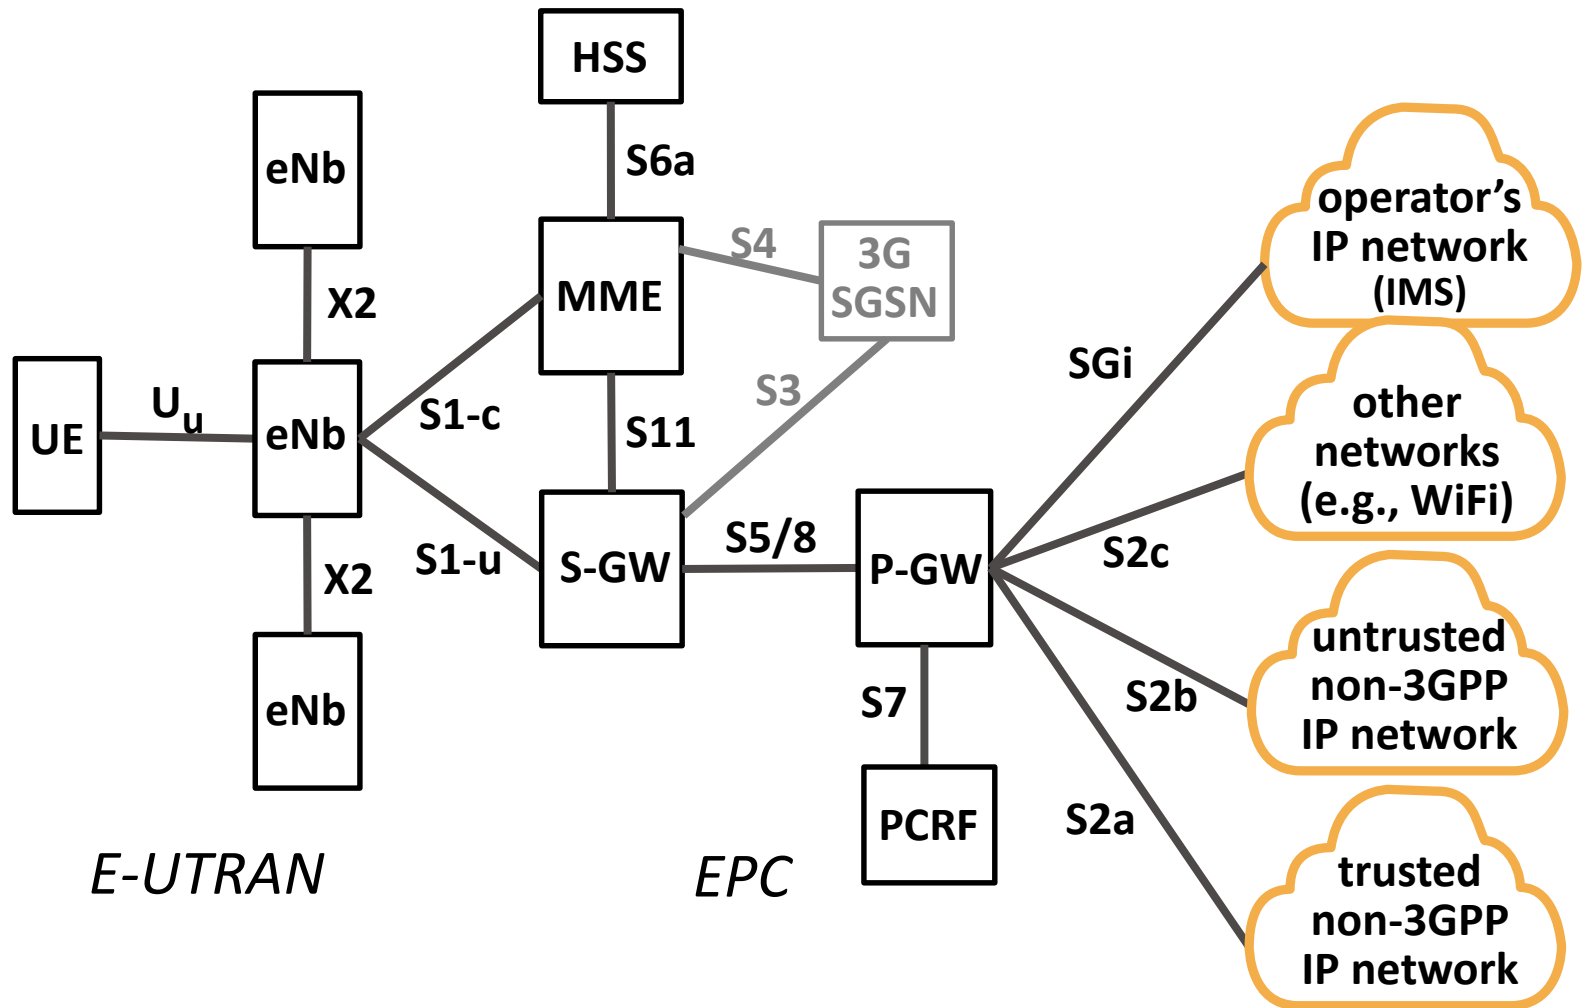 HSS
eNb
S6a
operator’s
IP network
(IMS)
S4
3G
SGSN
MME
X2
SGi
UE
Uu
eNb
S1-c
S11
S3
other
networks
(e.g., WiFi)
S1-u
S-GW
S5/8
P-GW
S2c
X2
eNb
S7
S2b
untrusted
non-3GPP
IP network
PCRF
S2a
E-UTRAN
EPC
trusted
non-3GPP
IP network